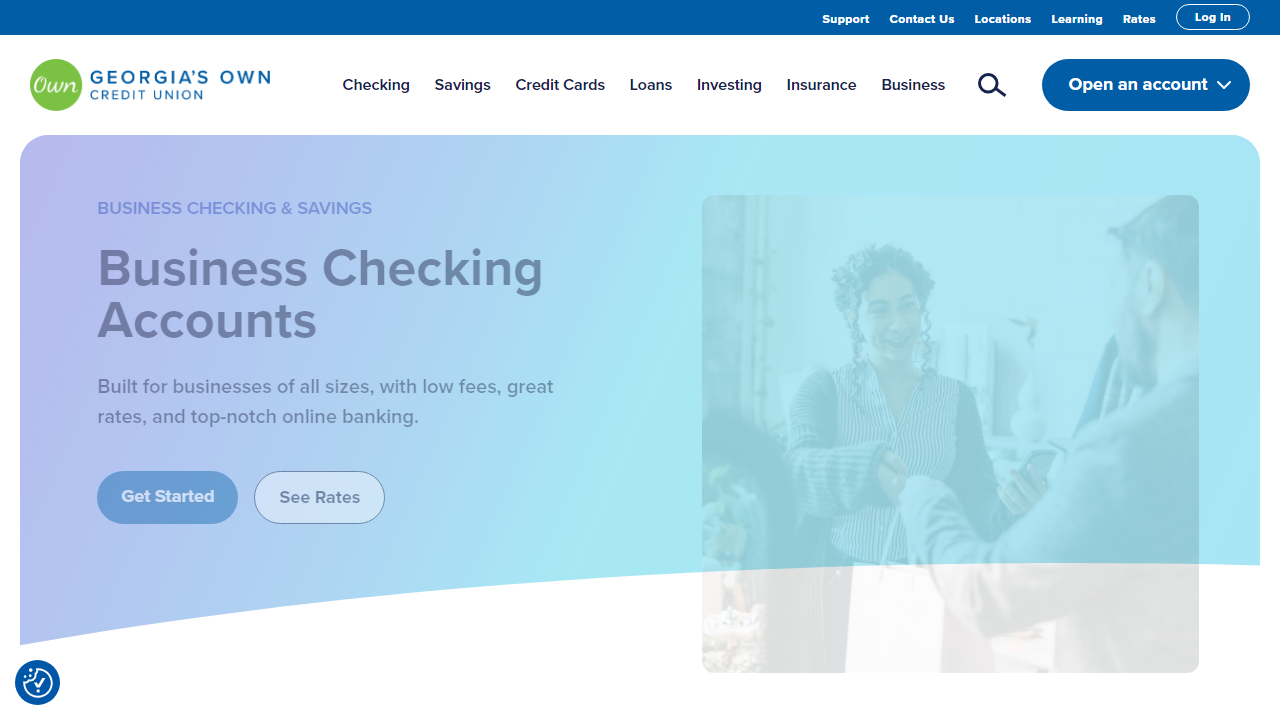 Support Contact Us Locations Learning Rates Log In
Own GEORGIA'S OWN
CREDIT UNION
Checking Savings Credit Cards Loans Investing Insurance Business Open an account
BUSINESS CHECKING & SAVINGS
Business Checking
Accounts
Built for businesses of all sizes, with low fees, great
rates, and top-notch online banking.
Get Started See Rates